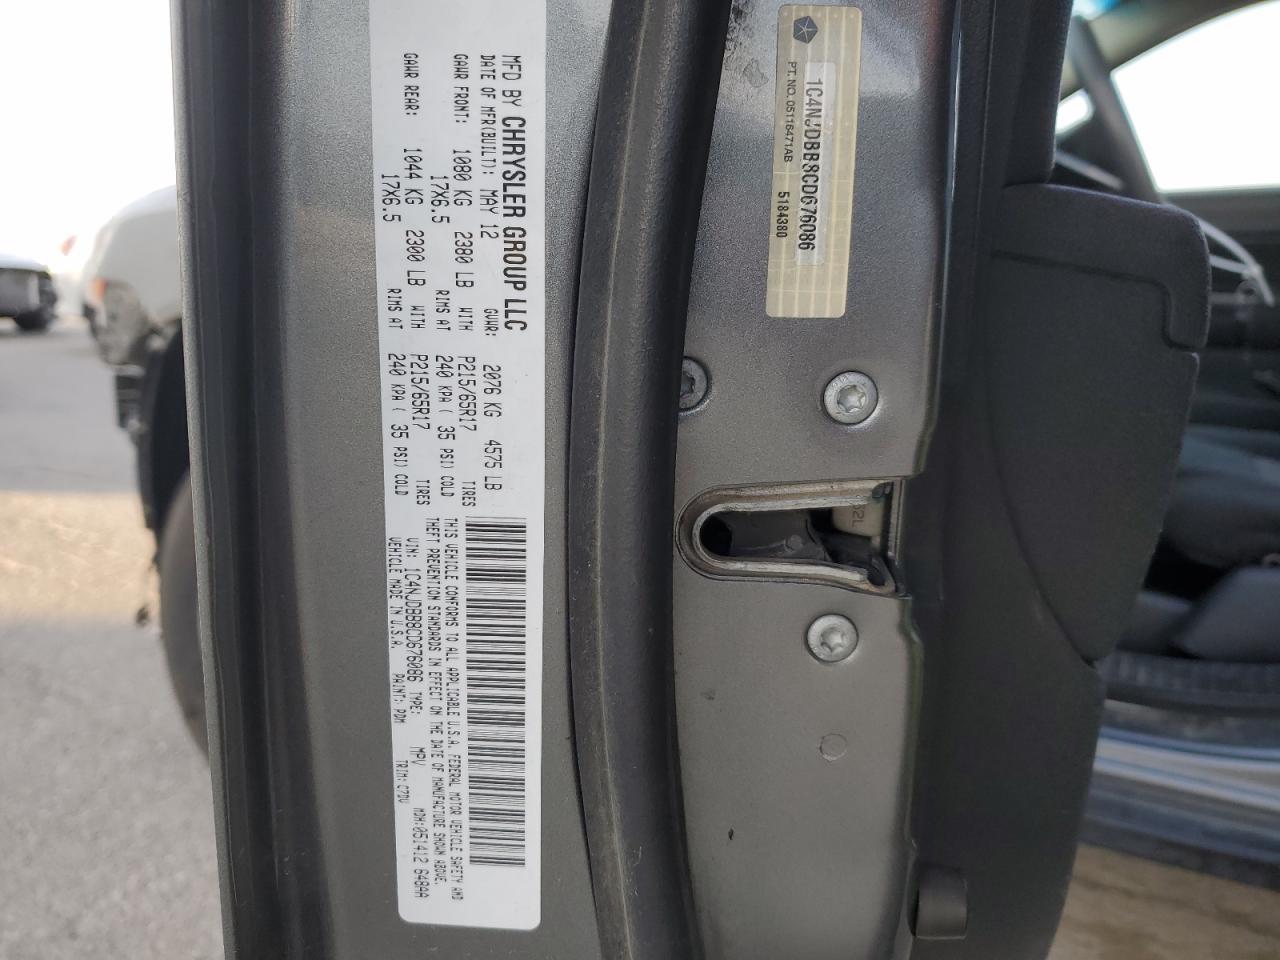 MFD BY CHRYSLER GROUP LLC
DATE OF MFR(BUILT): MAY 12 GVWR: 2076 KG 4575 LB
GAWR FRONT: 1080 KG 2380 LB WITH P215/65R17 TIRES
17X6.5 RIMS AT 240 KPA ( 35 PSI) COLD
GAWR REAR: 1044 KG 2300 LB WITH P215/65R17 TIRES
17X6.5 RIMS AT 240 KPA ( 35 PSI) COLD
THIS VEHICLE CONFORMS TO ALL APPLICABLE U.S.A. FEDERAL MOTOR VEHICLE SAFETY AND
THEFT PREVENTION STANDARDS IN EFFECT ON THE DATE OF MANUFACTURE SHOWN ABOVE.
VIN: 1C4NJDBB8CD676086 TYPE: MPV MDH:051412 648AA
VEHICLE MADE IN U.S.A. PAINT: PDM TRIM: C7DV
1C4NJDBB8CD676086
PT. NO. 05116471AB 5184380